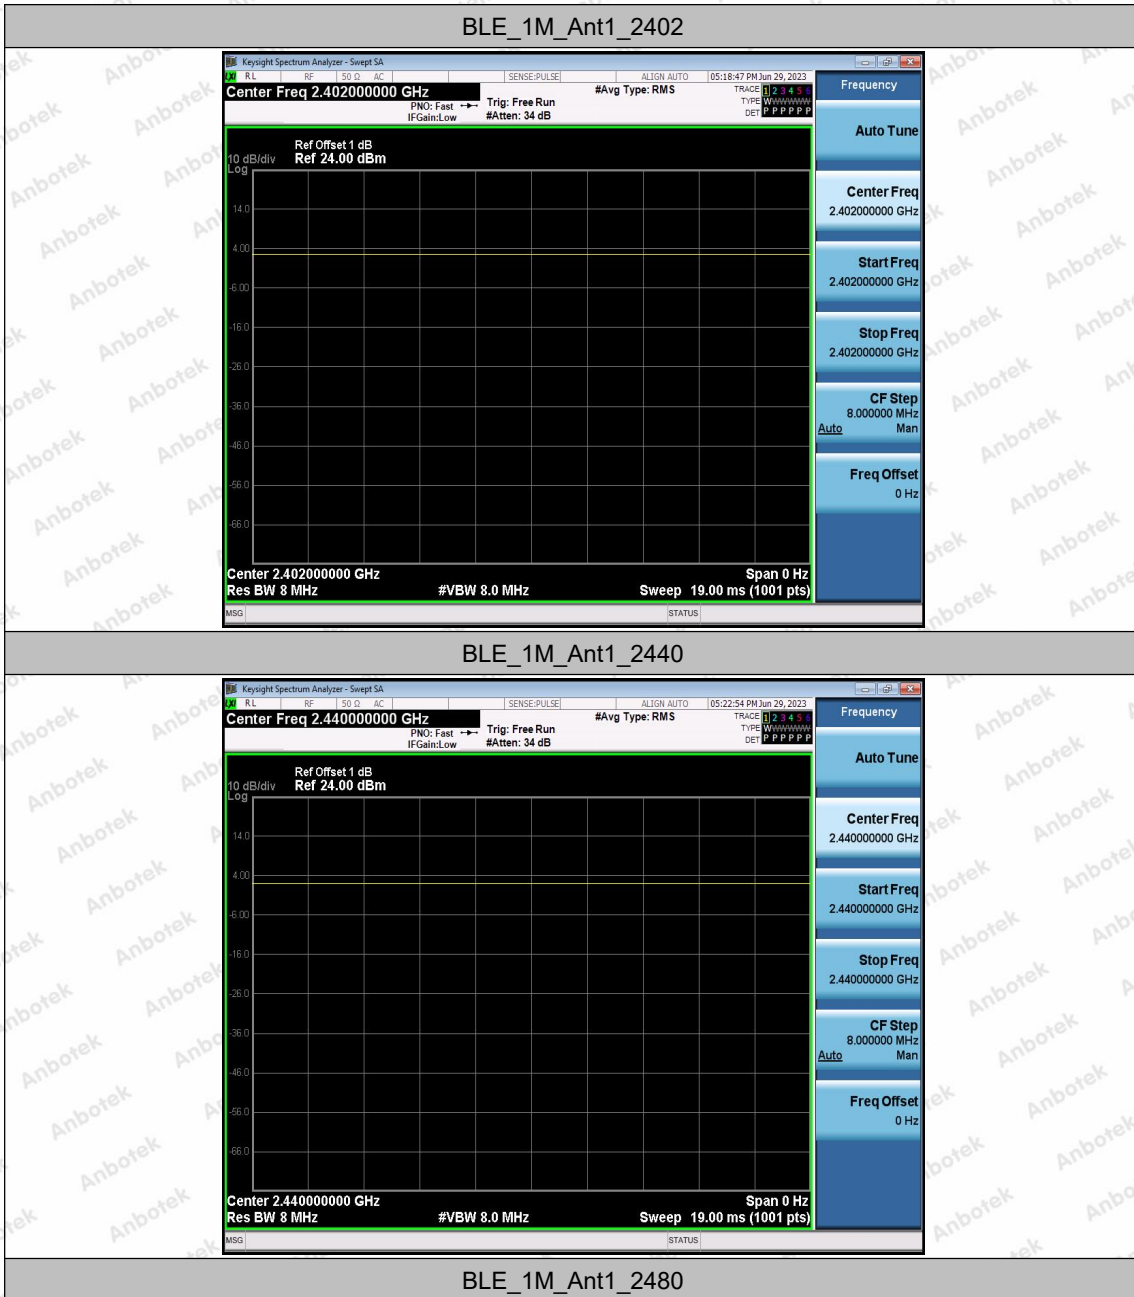 BLE_1M_Ant1_2402
Keysight Spectrum Analyzer - Swept SA
LXI RL RF 50 Ω AC SENSE:PULSE ALIGN AUTO 05:18:47 PM Jun 29, 2023
Center Freq 2.402000000 GHz
#Avg Type: RMS
TRACE 1 2 3 4 5 6
PNO: Fast
Trig: Free Run
TYPE W
IFGain:Low
#Atten: 34 dB
DET P P P P P P
Frequency
Auto Tune
Ref Offset 1 dB
10 dB/div Ref 24.00 dBm
Log
14.0
4.00
-6.00
-16.0
-26.0
-36.0
-46.0
-56.0
-66.0
Center Freq
2.402000000 GHz
Start Freq
2.402000000 GHz
Stop Freq
2.402000000 GHz
CF Step
8.000000 MHz
Auto Man
Freq Offset
0 Hz
Center 2.402000000 GHz Span 0 Hz
Res BW 8 MHz #VBW 8.0 MHz Sweep 19.00 ms (1001 pts)
MSG STATUS
BLE_1M_Ant1_2440
Keysight Spectrum Analyzer - Swept SA
LXI RL RF 50 Ω AC SENSE:PULSE ALIGN AUTO 05:22:54 PM Jun 29, 2023
Center Freq 2.440000000 GHz
#Avg Type: RMS
TRACE 1 2 3 4 5 6
PNO: Fast
Trig: Free Run
TYPE W
IFGain:Low
#Atten: 34 dB
DET P P P P P P
Frequency
Auto Tune
Ref Offset 1 dB
10 dB/div Ref 24.00 dBm
Log
14.0
4.00
-6.00
-16.0
-26.0
-36.0
-46.0
-56.0
-66.0
Center Freq
2.440000000 GHz
Start Freq
2.440000000 GHz
Stop Freq
2.440000000 GHz
CF Step
8.000000 MHz
Auto Man
Freq Offset
0 Hz
Center 2.440000000 GHz Span 0 Hz
Res BW 8 MHz #VBW 8.0 MHz Sweep 19.00 ms (1001 pts)
MSG STATUS
BLE_1M_Ant1_2480
Anbotek